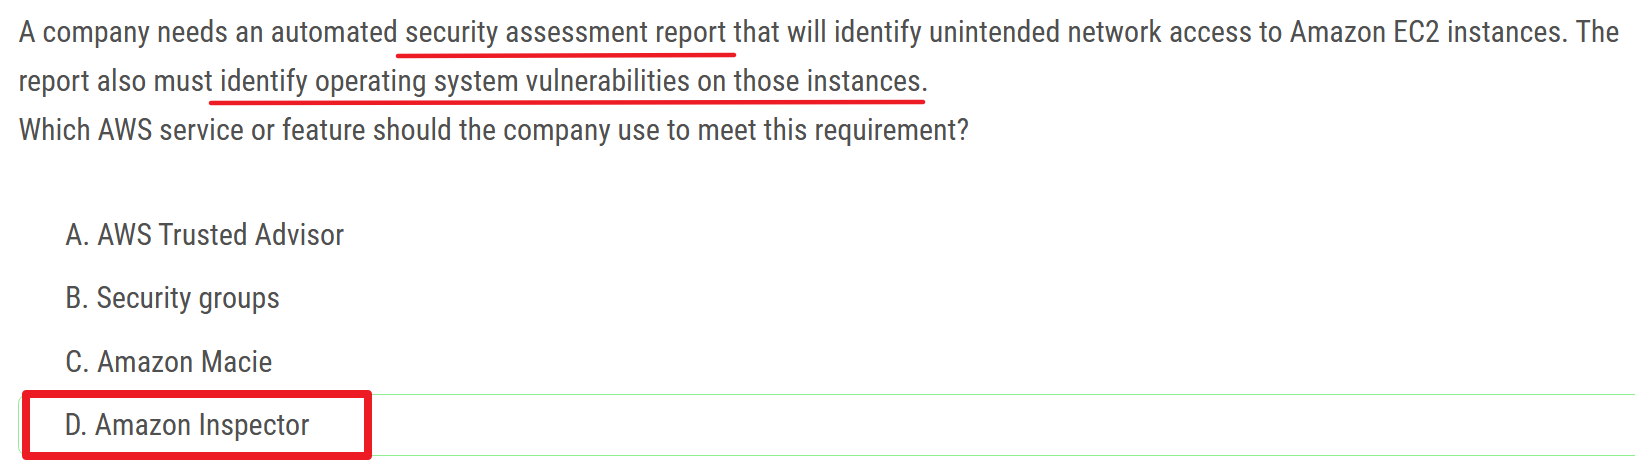 A company needs an automated security assessment report that will identify unintended network access to Amazon EC2 instances. The
report also must identify operating system vulnerabilities on those instances.
Which AWS service or feature should the company use to meet this requirement?
A. AWS Trusted Advisor
B. Security groups
C. Amazon Macie
D. Amazon Inspector